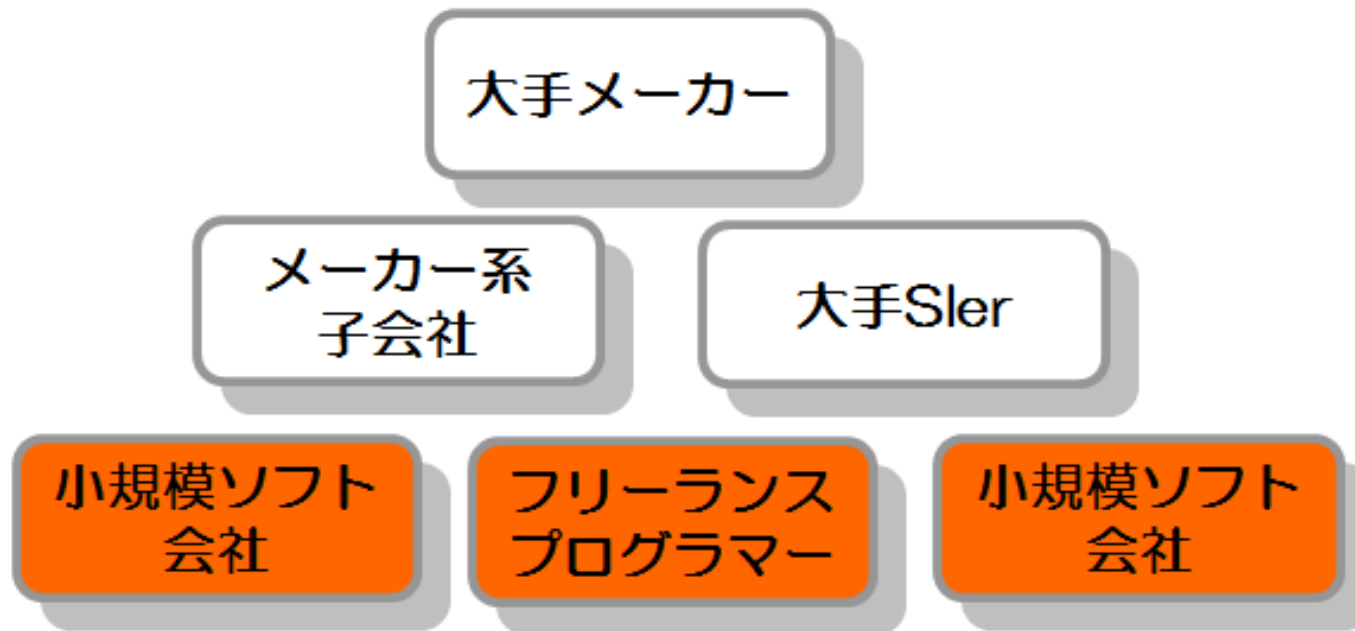 大手メーカー
メーカー系
子会社
大手SIer
小規模ソフト
会社
フリーランス
プログラマー
小規模ソフト
会社